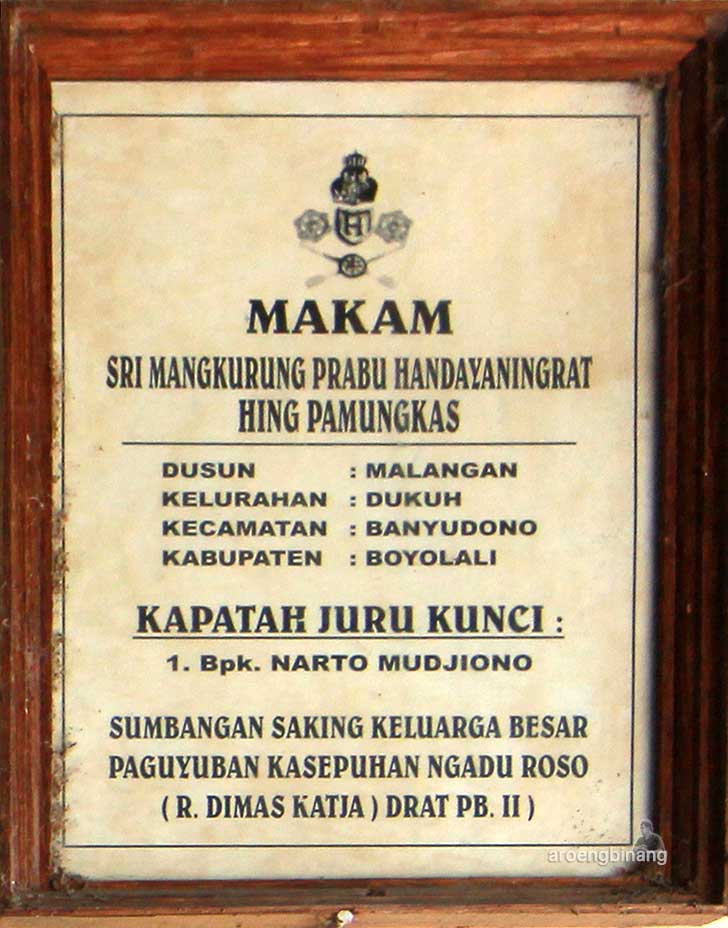 H
MAKAM
SRI MANGKURUNG PRABU HANDAYANINGRAT
HING PAMUNGKAS
DUSUN : MALANGAN
KELURAHAN : DUKUH
KECAMATAN : BANYUDONO
KABUPATEN : BOYOLALI
KAPATAH JURU KUNCI :
1. Bpk. NARTO MUDJIONO
SUMBANGAN SAKING KELUARGA BESAR
PAGUYUBAN KASEPUHAN NGADU ROSO
( R. DIMAS KATJA ) DRAT PB. II )
aroengbinang